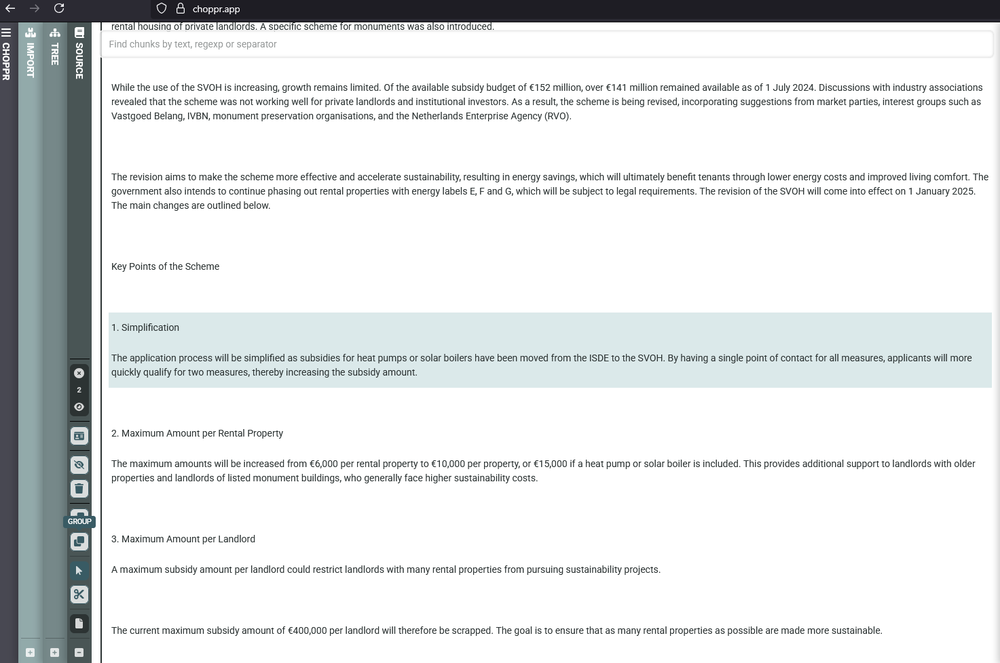 choppr.app
CHOPPR
IMPORT
TREE
SOURCE
rental housing of private landlords. A specific scheme for monuments was also introduced.
Find chunks by text, regexp or separator
While the use of the SVOH is increasing, growth remains limited. Of the available subsidy budget of €152 million, over €141 million remained available as of 1 July 2024. Discussions with industry associations
revealed that the scheme was not working well for private landlords and institutional investors. As a result, the scheme is being revised, incorporating suggestions from market parties, interest groups such as
Vastgoed Belang, IVBN, monument preservation organisations, and the Netherlands Enterprise Agency (RVO).
The revision aims to make the scheme more effective and accelerate sustainability, resulting in energy savings, which will ultimately benefit tenants through lower energy costs and improved living comfort. The
government also intends to continue phasing out rental properties with energy labels E, F and G, which will be subject to legal requirements. The revision of the SVOH will come into effect on 1 January 2025.
The main changes are outlined below.
Key Points of the Scheme
1. Simplification
The application process will be simplified as subsidies for heat pumps or solar boilers have been moved from the ISDE to the SVOH. By having a single point of contact for all measures, applicants will more
quickly qualify for two measures, thereby increasing the subsidy amount.
2
2. Maximum Amount per Rental Property
The maximum amounts will be increased from €6,000 per rental property to €10,000 per property, or €15,000 if a heat pump or solar boiler is included. This provides additional support to landlords with older
properties and landlords of listed monument buildings, who generally face higher sustainability costs.
GROUP
3. Maximum Amount per Landlord
A maximum subsidy amount per landlord could restrict landlords with many rental properties from pursuing sustainability projects.
The current maximum subsidy amount of €400,000 per landlord will therefore be scrapped. The goal is to ensure that as many rental properties as possible are made more sustainable.